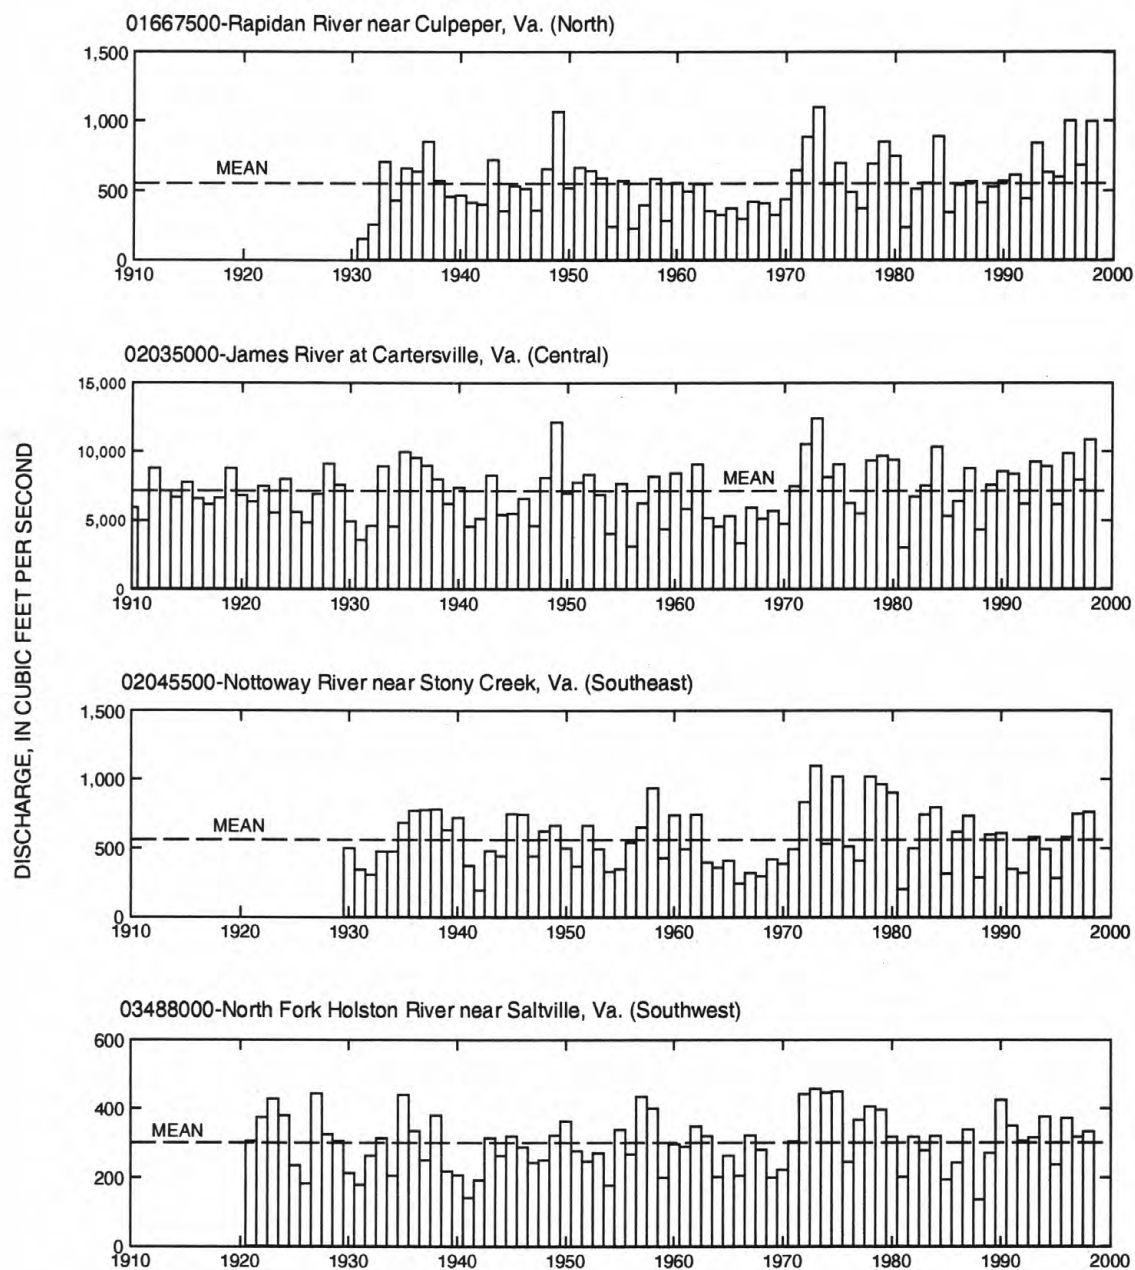 01667500-Rapidan River near Culpeper, Va. (North)
1,500
1,000
MEAN
500
0
1910 1920 1930 1940 1950 1960 1970 1980 1990 2000
02035000-James River at Cartersville, Va. (Central)
15,000
10,000
MEAN
5,000
0
1910 1920 1930 1940 1950 1960 1970 1980 1990 2000
DISCHARGE, IN CUBIC FEET PER SECOND
02045500-Nottoway River near Stony Creek, Va. (Southeast)
1,500
1,000
MEAN
500
0
1910 1920 1930 1940 1950 1960 1970 1980 1990 2000
03488000-North Fork Holston River near Saltville, Va. (Southwest)
600
400
MEAN
200
0
1910 1920 1930 1940 1950 1960 1970 1980 1990 2000